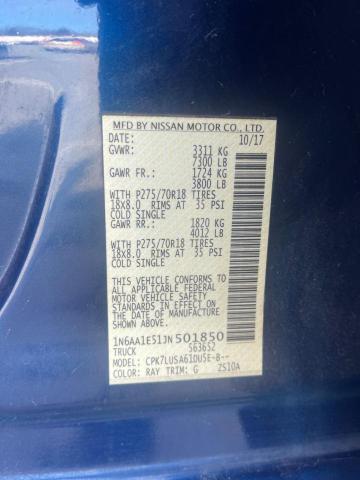 MFD BY NISSAN MOTOR CO., LTD.
DATE: 10/17
GVWR: 3311 KG
7300 LB
GAWR FR.: 1724 KG
3800 LB
WITH P275/70R18 TIRES
18X8.0 RIMS AT 35 PSI
COLD SINGLE
GAWR RR.: 1820 KG
4012 LB
WITH P275/70R18 TIRES
18X8.0 RIMS AT 35 PSI
COLD SINGLE
THIS VEHICLE CONFORMS TO ALL
APPLICABLE FEDERAL
MOTOR VEHICLE SAFETY
STANDARDS IN EFFECT ON THE
DATE OF MANUFACTURE SHOWN
ABOVE.
1N6AA1E51JN501850
TRUCK 563652
MODEL: CPK7LUSA61DU5E-B--
COLOR: RAY TRIM: G ZS10A